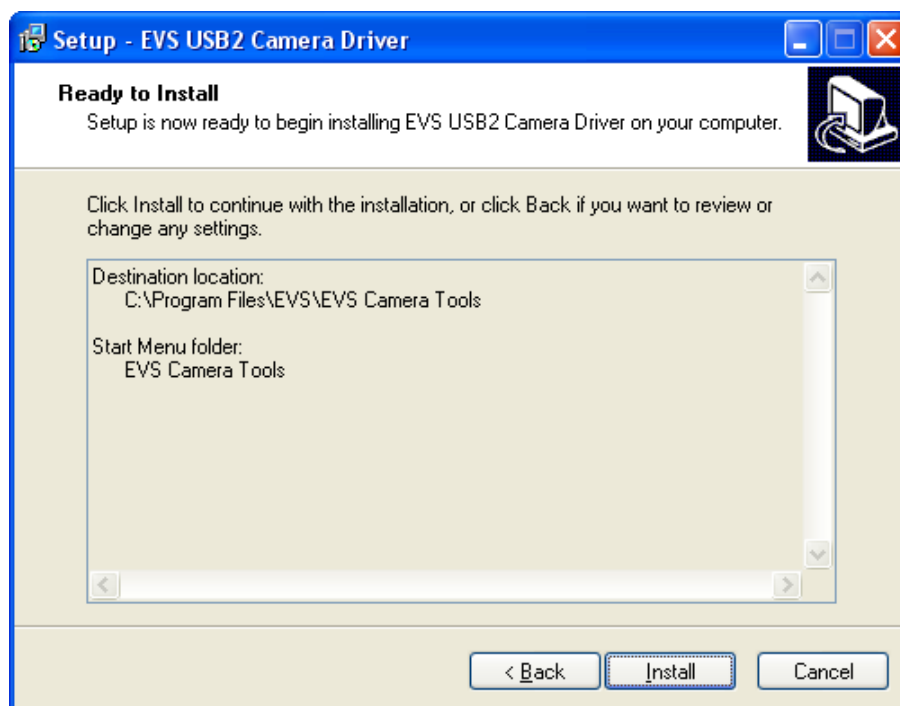 Setup - EVS USB2 Camera Driver
Ready to Install
Setup is now ready to begin installing EVS USB2 Camera Driver on your computer.
Click Install to continue with the installation, or click Back if you want to review or
change any settings.
Destination location:
C:\Program Files\EVS\EVS Camera Tools
Start Menu folder:
EVS Camera Tools
< Back
Install
Cancel